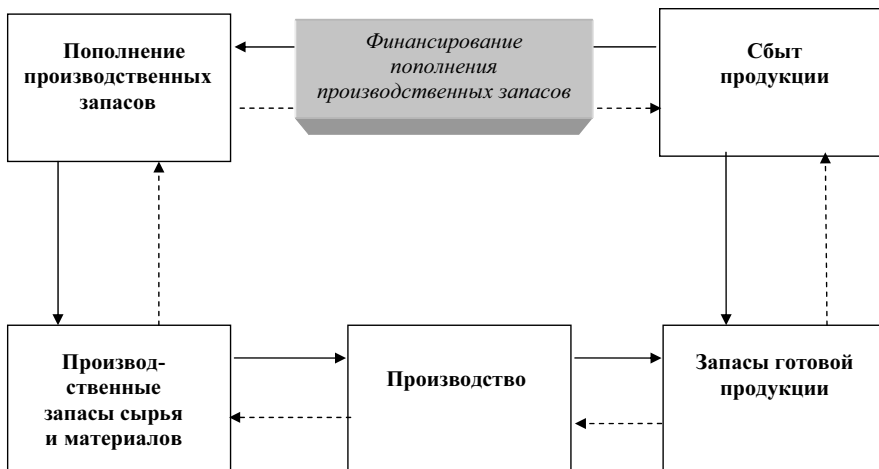 Пополнение
производственных
запасов
Финансирование
пополнения
производственных запасов
Сбыт
продукции
Производ-
ственные
запасы сырья
и материалов
Производство
Запасы готовой
продукции